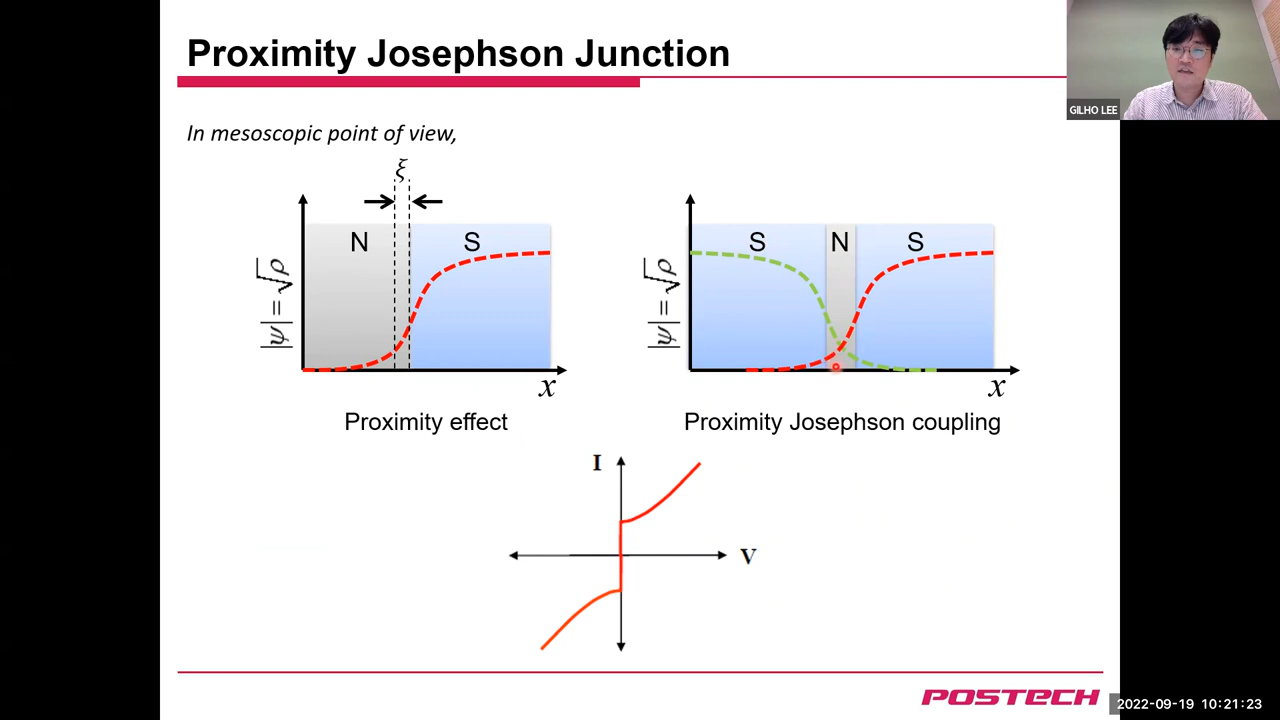 Proximity Josephson Junction
GILHO LEE
In mesoscopic point of view,
ξ
N
S
|ψ| = √ρ
x
Proximity effect
S
N
S
|ψ| = √ρ
x
Proximity Josephson coupling
I
V
POSTECH
2022-09-19 10:21:23